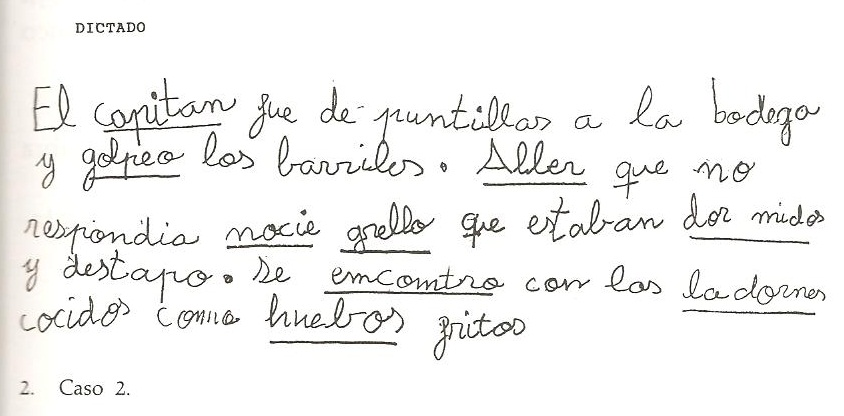 DICTADO
El capitan fue de puntillas a la bodega
y golpeo los barriles. Aller que no
respondia nocie grello que estaban dor midos
y destapo. se emcomtro con los ladornes
cocidos como huebos fritos
2. Caso 2.